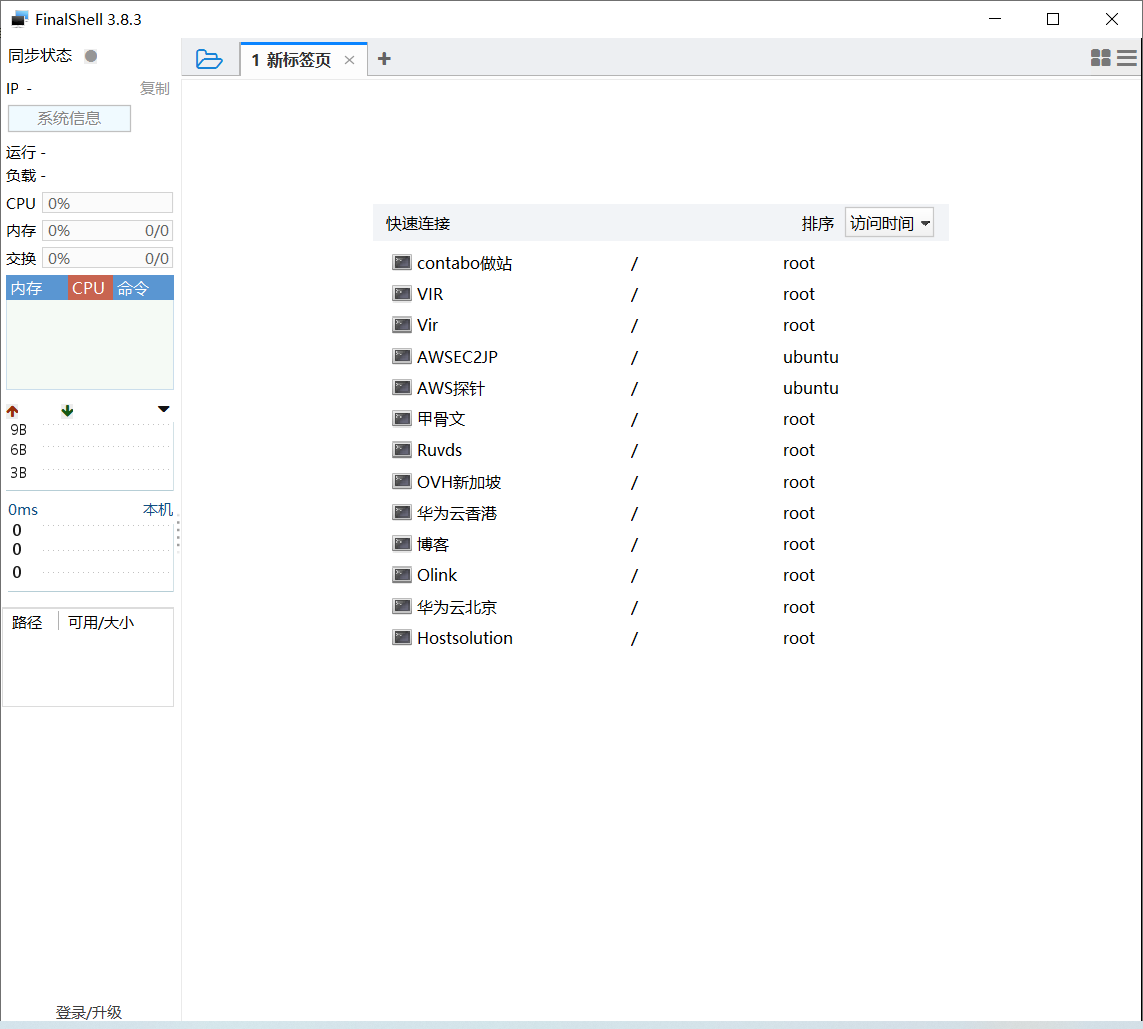 FinalShell 3.8.3
同步状态
IP -
复制
系统信息
运行 -
负载 -
CPU 0%
内存 0% 0/0
交换 0% 0/0
内存 CPU 命令
9B
6B
3B
0ms 本机
0
0
0
路径 可用/大小
登录/升级
1 新标签页
快速连接 排序 访问时间
contabo做站 / root
VIR / root
Vir / root
AWSEC2JP / ubuntu
AWS探针 / ubuntu
甲骨文 / root
Ruvds / root
OVH新加坡 / root
华为云香港 / root
博客 / root
Olink / root
华为云北京 / root
Hostsolution / root